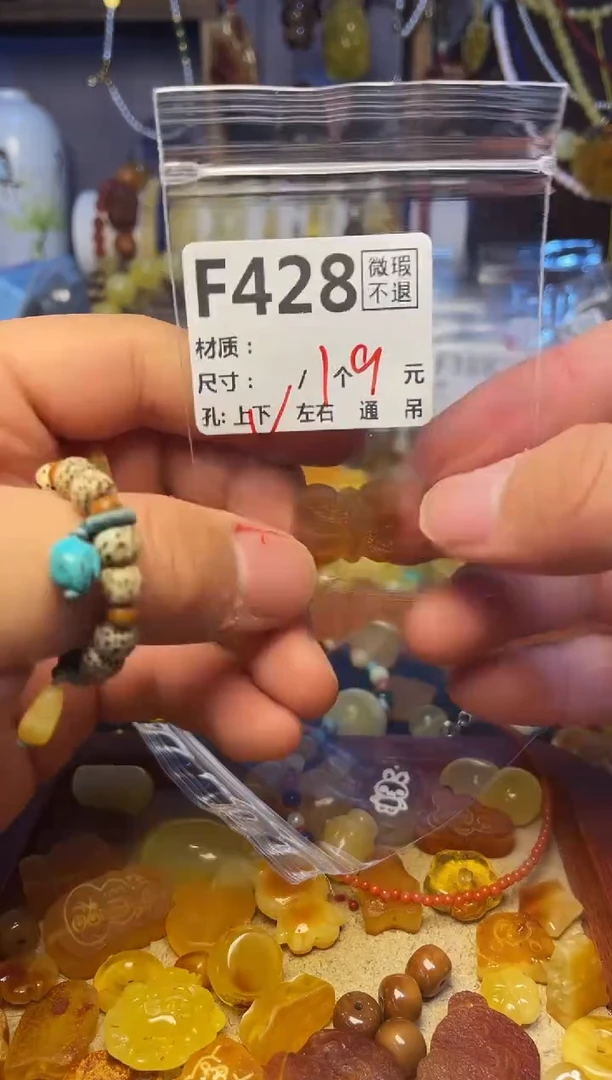 F428 微瑕
不退
材质：
尺寸： / 1个 19 元
孔: 上下 / 左右 通 吊